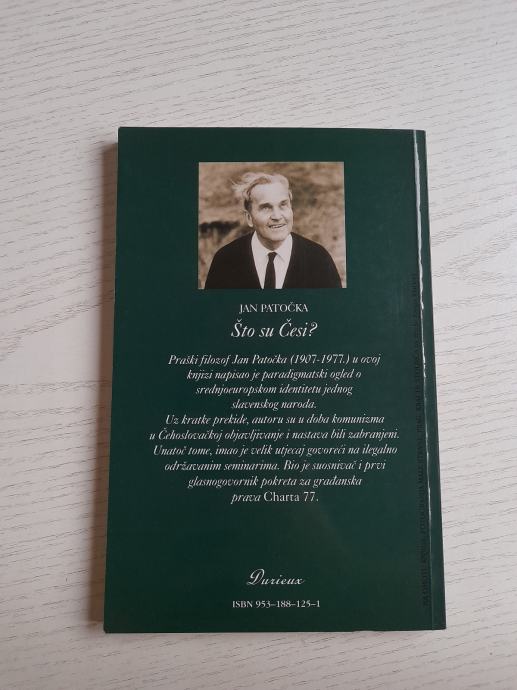 JAN PATOČKA
Što su Česi?
Praški filozof Jan Patočka (1907-1977.) u ovoj
knjizi napisao je paradigmatski ogled o
srednjoeuropskom identitetu jednog
slavenskog naroda.
Uz kratke prekide, autoru su u doba komunizma
u Čehoslovačkoj objavljivanje i nastava bili zabranjeni.
Unatoč tome, imao je velik utjecaj govoreći na ilegalno
održavanim seminarima. Bio je suosnivač i prvi
glasnogovornik pokreta za građanska
prava Charta 77.
Durieux
ISBN 953–188–125–1